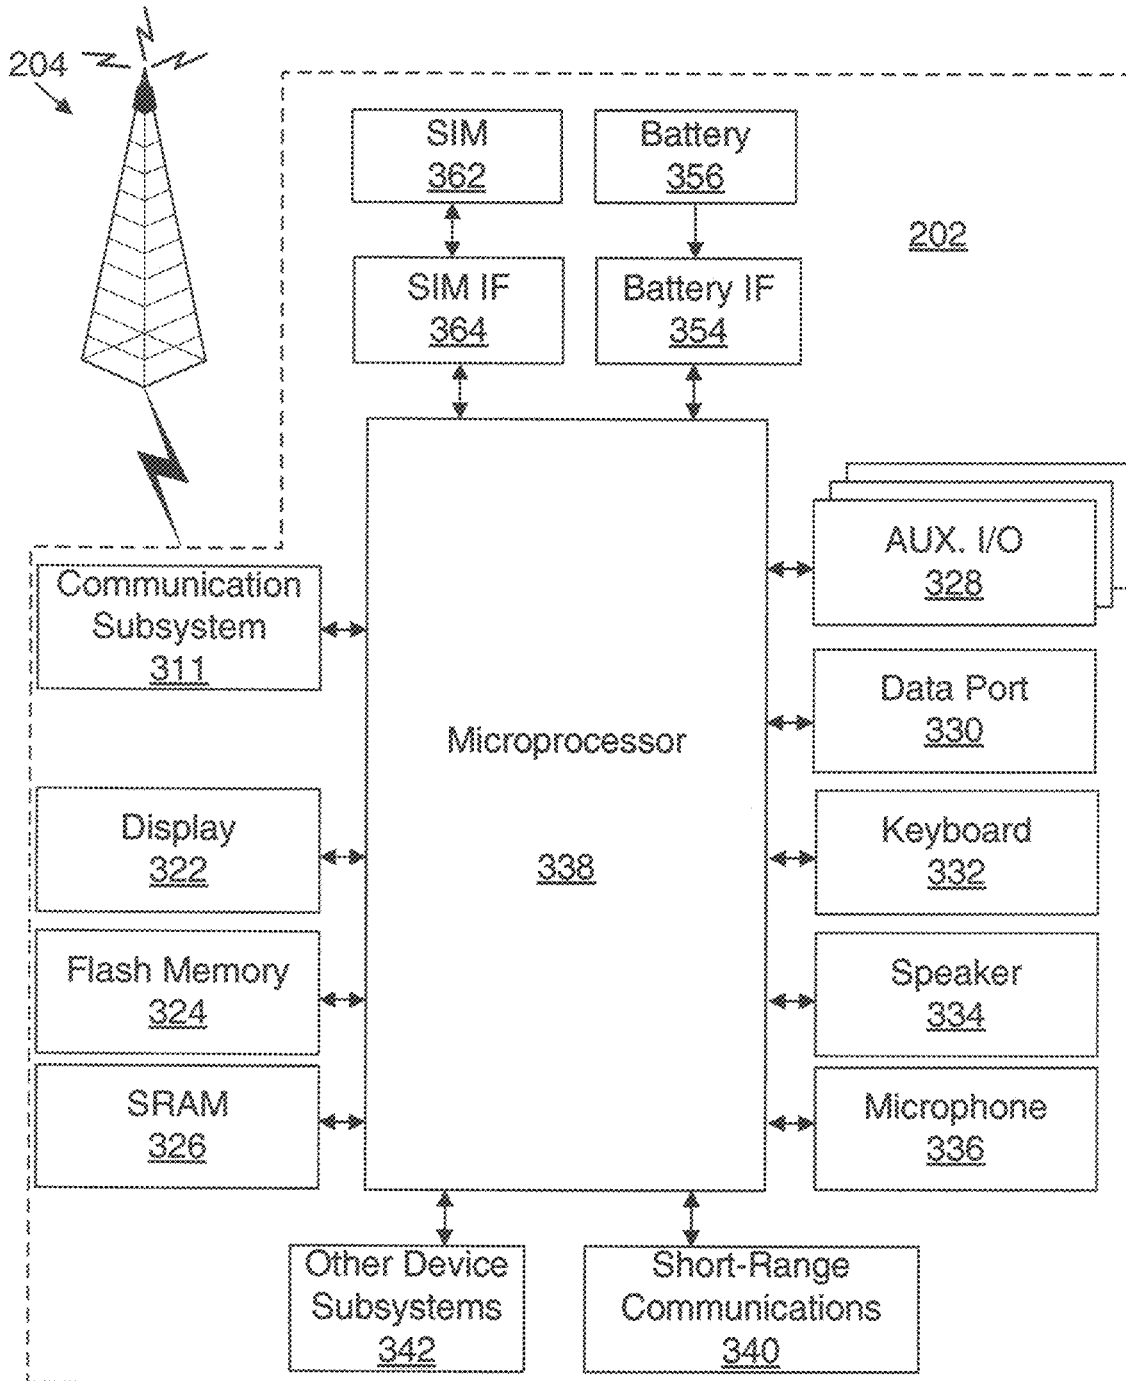 204
SIM
362
Battery
356
202
SIM IF
364
Battery IF
354
AUX. I/O
328
Communication
Subsystem
311
Data Port
330
Microprocessor
338
Display
322
Keyboard
332
Flash Memory
324
Speaker
334
SRAM
326
Microphone
336
Other Device
Subsystems
342
Short-Range
Communications
340